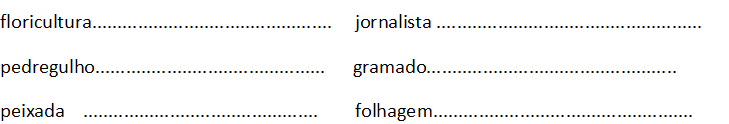 floricultura................................................ jornalista ......................................................
pedregulho.............................................. gramado..................................................
peixada ............................................... folhagem....................................................